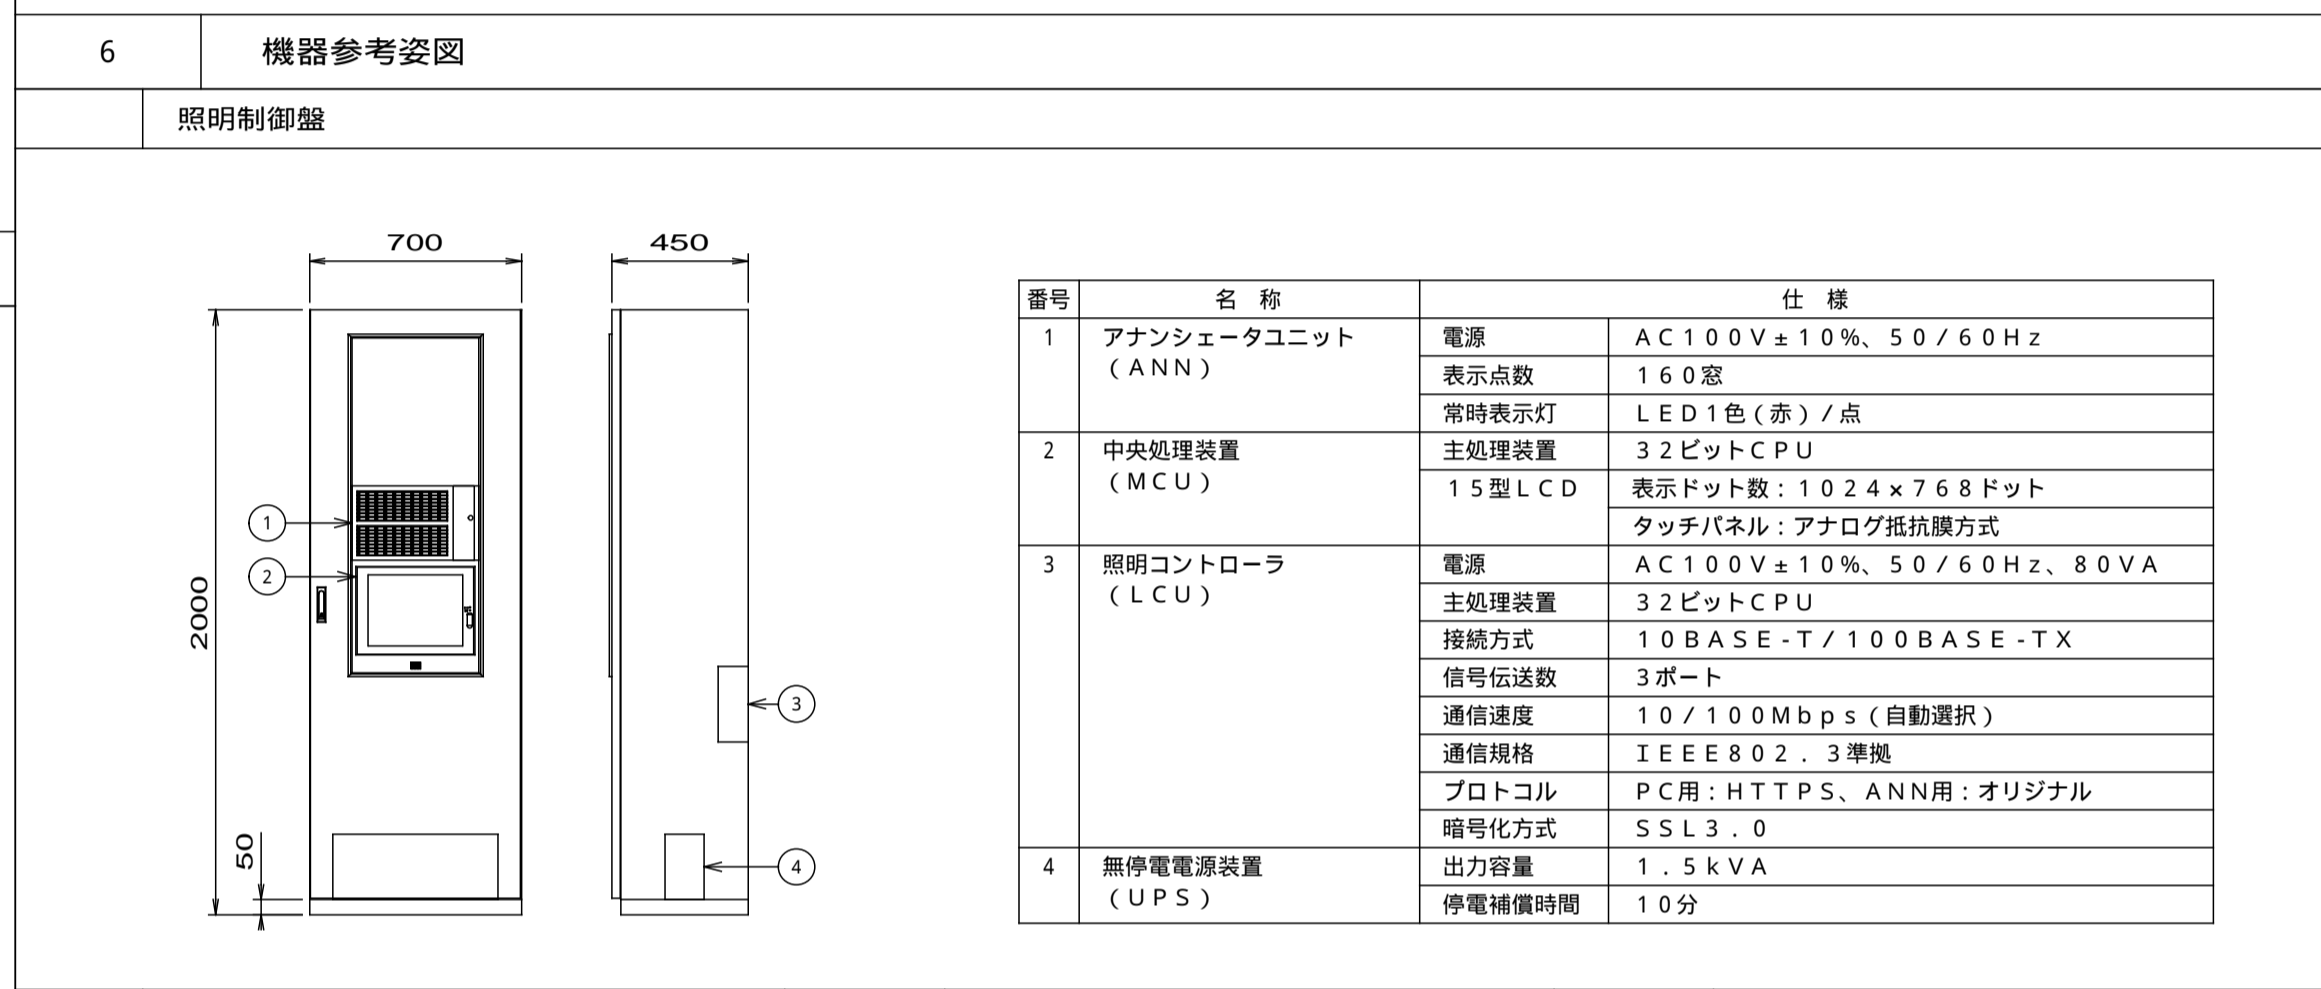 6 機器参考姿図
照明制御盤
700 450
2000
50
1
2
3
4
番号 名 称 仕 様
1 アナンシェータユニット 電源 AC100V±10%、50/60Hz
(ANN) 表示点数 160窓
常時表示灯 LED1色(赤)/点
2 中央処理装置 主処理装置 32ビットCPU
(MCU) 15型LCD 表示ドット数:1024×768ドット
タッチパネル:アナログ抵抗膜方式
3 照明コントローラ 電源 AC100V±10%、50/60Hz、80VA
(LCU) 主処理装置 32ビットCPU
接続方式 10BASE-T/100BASE-TX
信号伝送数 3ポート
通信速度 10/100Mbps(自動選択)
通信規格 IEEE802.3準拠
プロトコル PC用:HTTPS、ANN用:オリジナル
暗号化方式 SSL3.0
4 無停電電源装置 出力容量 1.5kVA
(UPS) 停電補償時間 10分